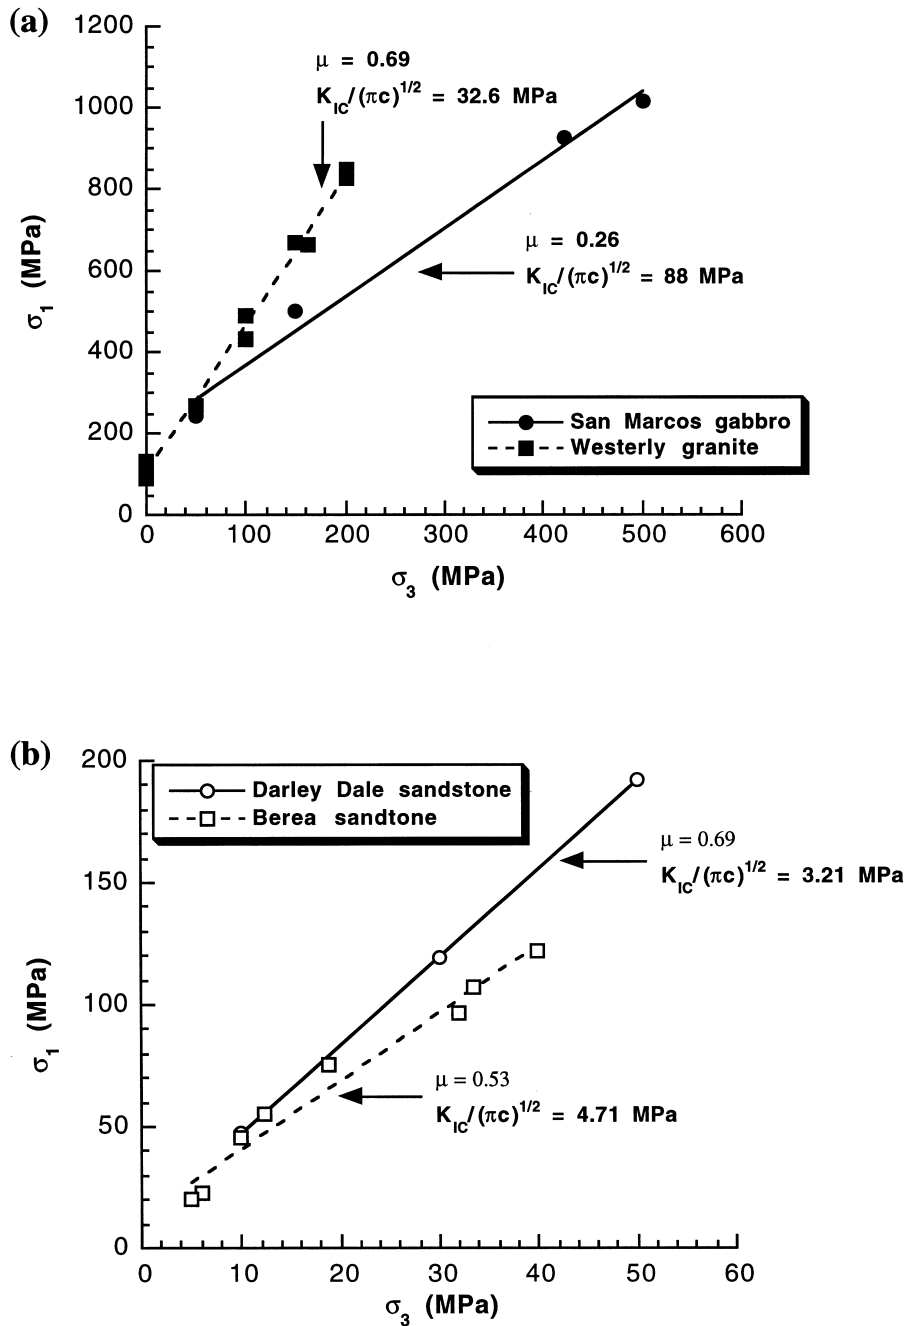 (a)
1200
1000
800
600
400
200
0
σ1 (MPa)
μ = 0.69
KIC/(πc)1/2 = 32.6 MPa
μ = 0.26
KIC/(πc)1/2 = 88 MPa
San Marcos gabbro
Westerly granite
0 100 200 300 400 500 600
σ3 (MPa)
(b)
200
150
100
50
0
σ1 (MPa)
Darley Dale sandstone
Berea sandtone
μ = 0.69
KIC/(πc)1/2 = 3.21 MPa
μ = 0.53
KIC/(πc)1/2 = 4.71 MPa
0 10 20 30 40 50 60
σ3 (MPa)